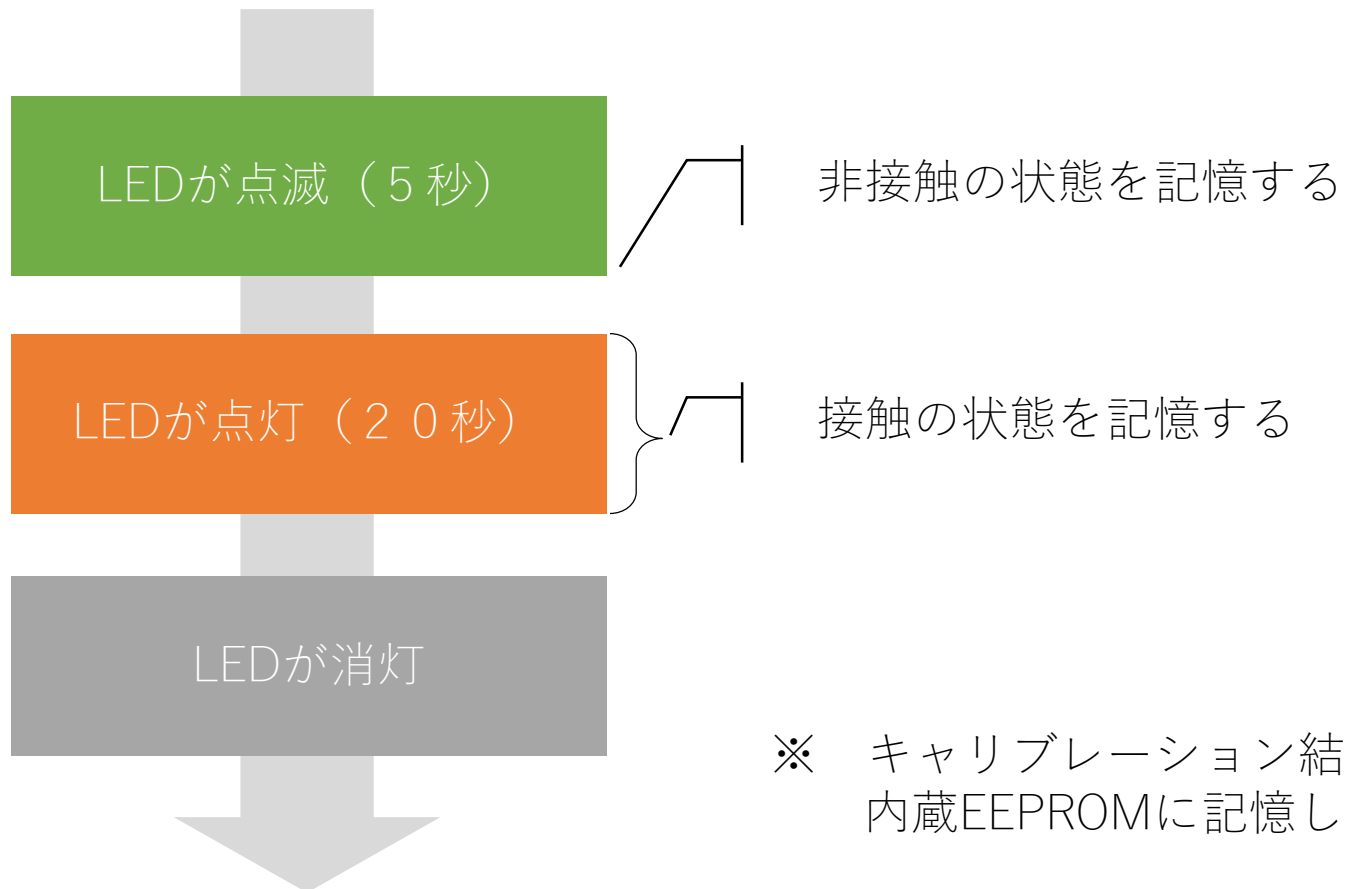 LEDが点滅（５秒）
非接触の状態を記憶する
LEDが点灯（２０秒）
接触の状態を記憶する
LEDが消灯
※　キャリブレーション結
内蔵EEPROMに記憶し